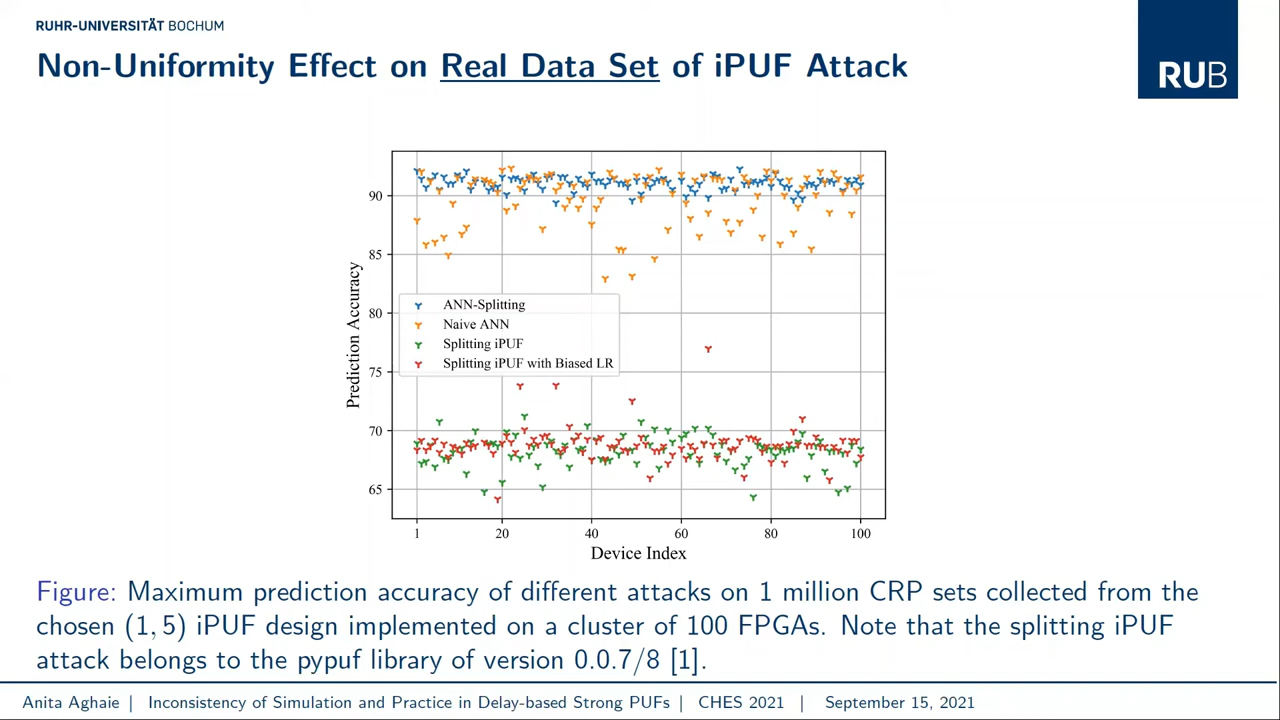 RUHR-UNIVERSITÄT BOCHUM
Non-Uniformity Effect on Real Data Set of iPUF Attack
RUB
90
85
80
75
70
65
Prediction Accuracy
ANN-Splitting
Naive ANN
Splitting iPUF
Splitting iPUF with Biased LR
1 20 40 60 80 100
Device Index
Figure: Maximum prediction accuracy of different attacks on 1 million CRP sets collected from the
chosen (1, 5) iPUF design implemented on a cluster of 100 FPGAs. Note that the splitting iPUF
attack belongs to the pypuf library of version 0.0.7/8 [1].
Anita Aghaie | Inconsistency of Simulation and Practice in Delay-based Strong PUFs | CHES 2021 | September 15, 2021 |